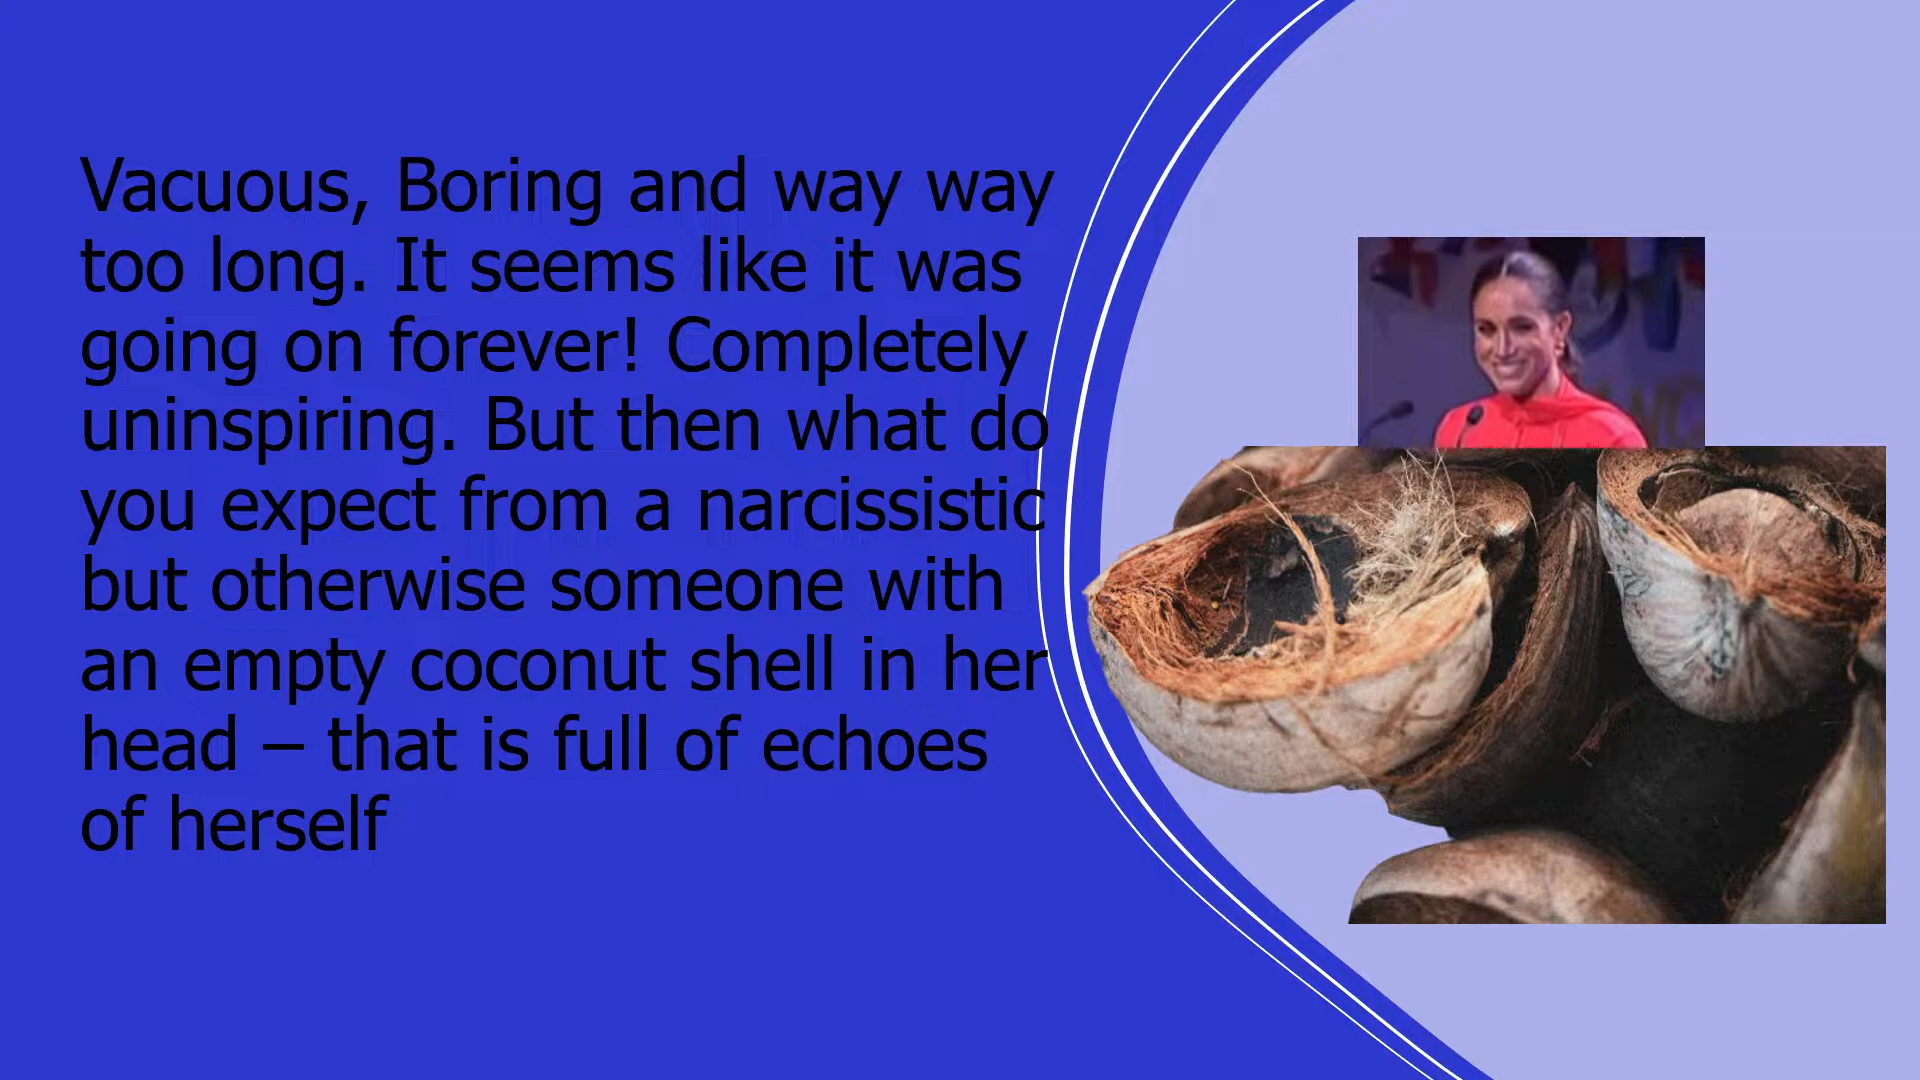 Vacuous, Boring and way way
too long. It seems like it was
going on forever! Completely
uninspiring. But then what do
you expect from a narcissistic
but otherwise someone with
an empty coconut shell in her
head – that is full of echoes
of herself